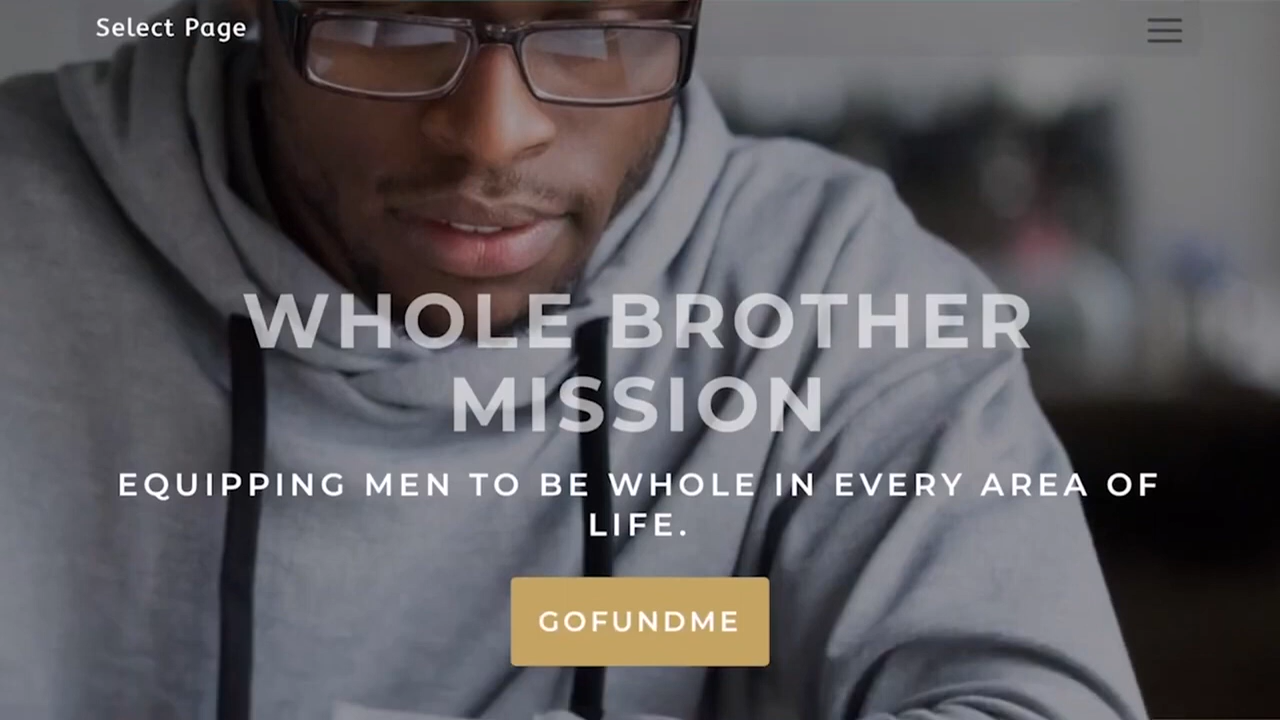 Select Page
WHOLE BROTHER
MISSION
EQUIPPING MEN TO BE WHOLE IN EVERY AREA OF
LIFE.
GOFUNDME